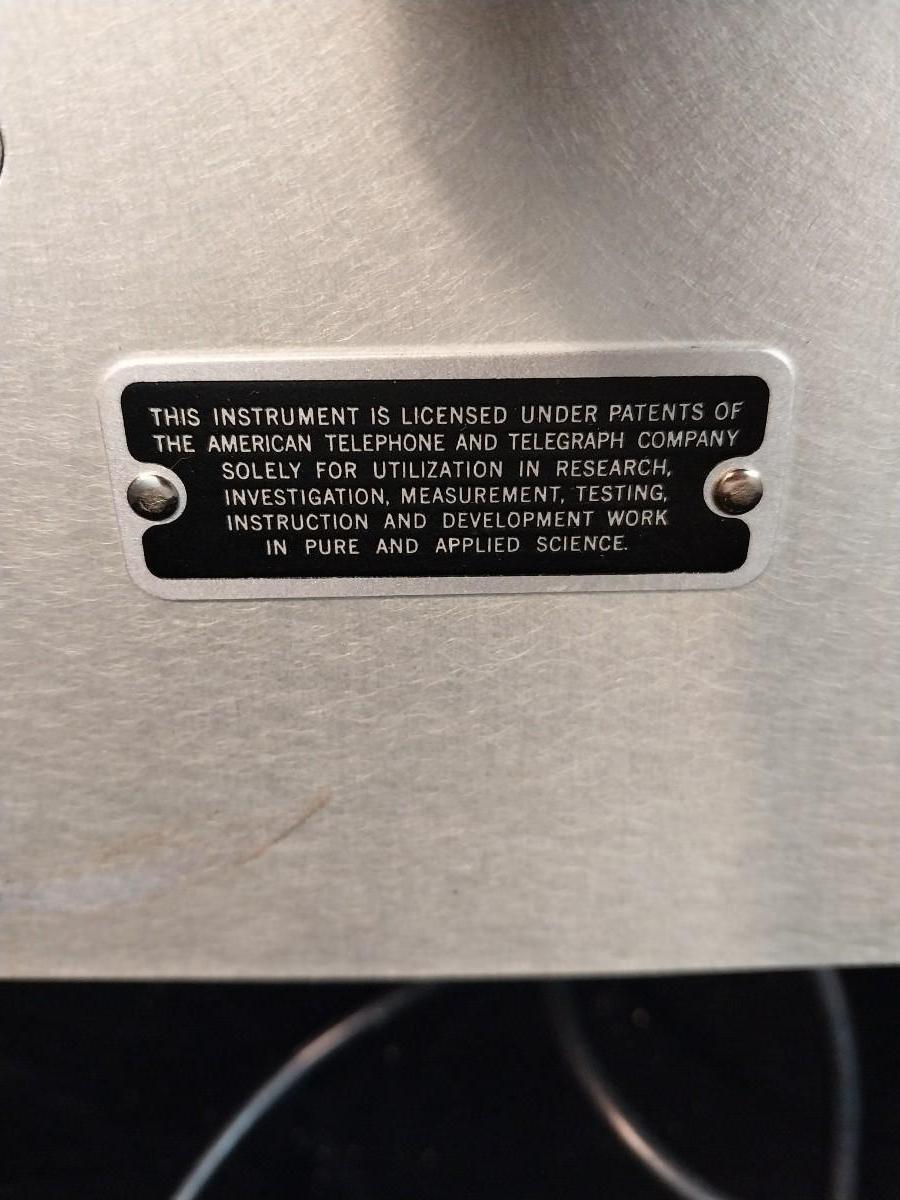 THIS INSTRUMENT IS LICENSED UNDER PATENTS OF
THE AMERICAN TELEPHONE AND TELEGRAPH COMPANY
SOLELY FOR UTILIZATION IN RESEARCH,
INVESTIGATION, MEASUREMENT, TESTING,
INSTRUCTION AND DEVELOPMENT WORK
IN PURE AND APPLIED SCIENCE.